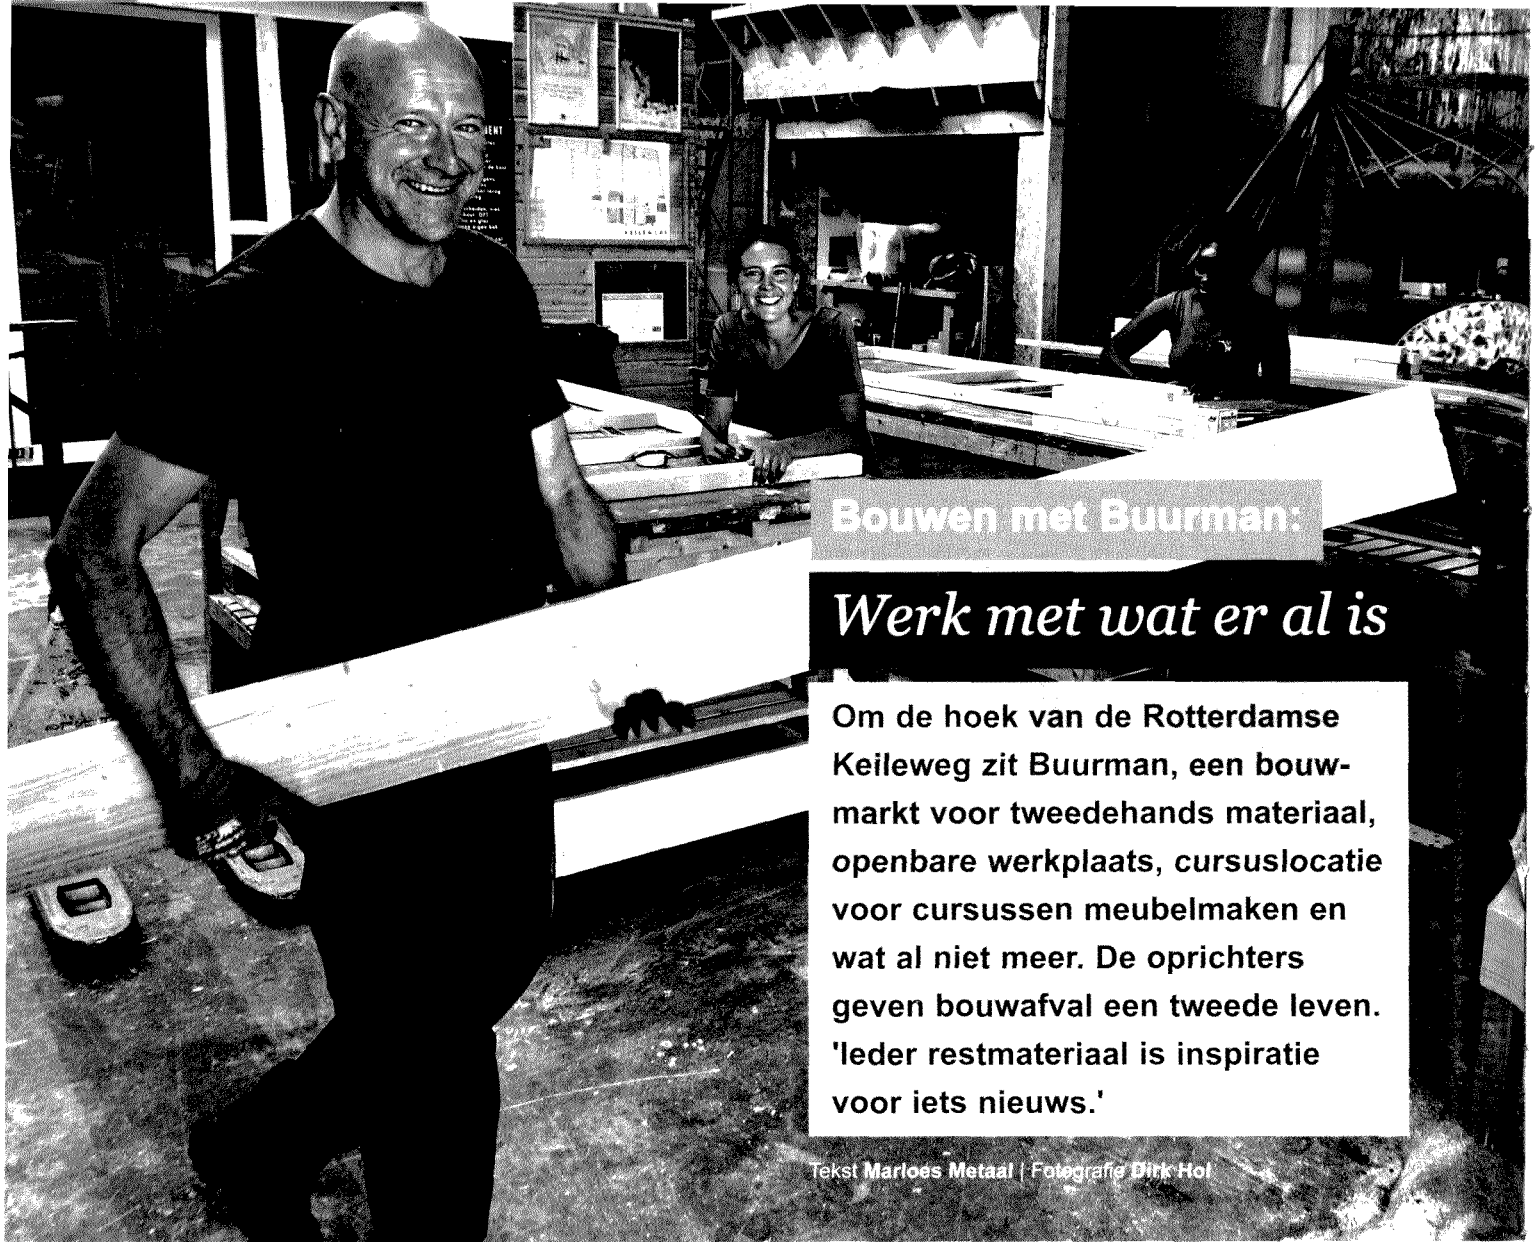 Bouwen met Buurman:
Werk met wat er al is
Om de hoek van de Rotterdamse
Keileweg zit Buurman, een bouw-
markt voor tweedehands materiaal,
openbare werkplaats, cursuslocatie
voor cursussen meubelmaken en
wat al niet meer. De oprichters
geven bouwafval een tweede leven.
'Ieder restmateriaal is inspiratie
voor iets nieuws.'
Tekst Marloes Metaal | Fotografie Dirk Hol